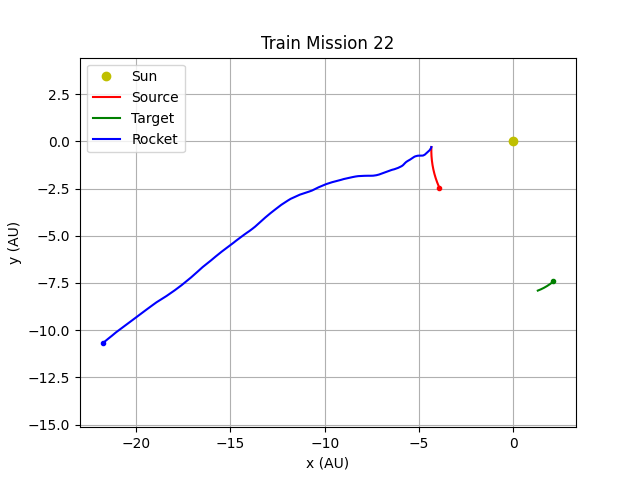 Train Mission 22
Sun
Source
Target
Rocket
2.5
0.0
−2.5
−5.0
−7.5
−10.0
−12.5
−15.0
y (AU)
−20
−15
−10
−5
0
x (AU)